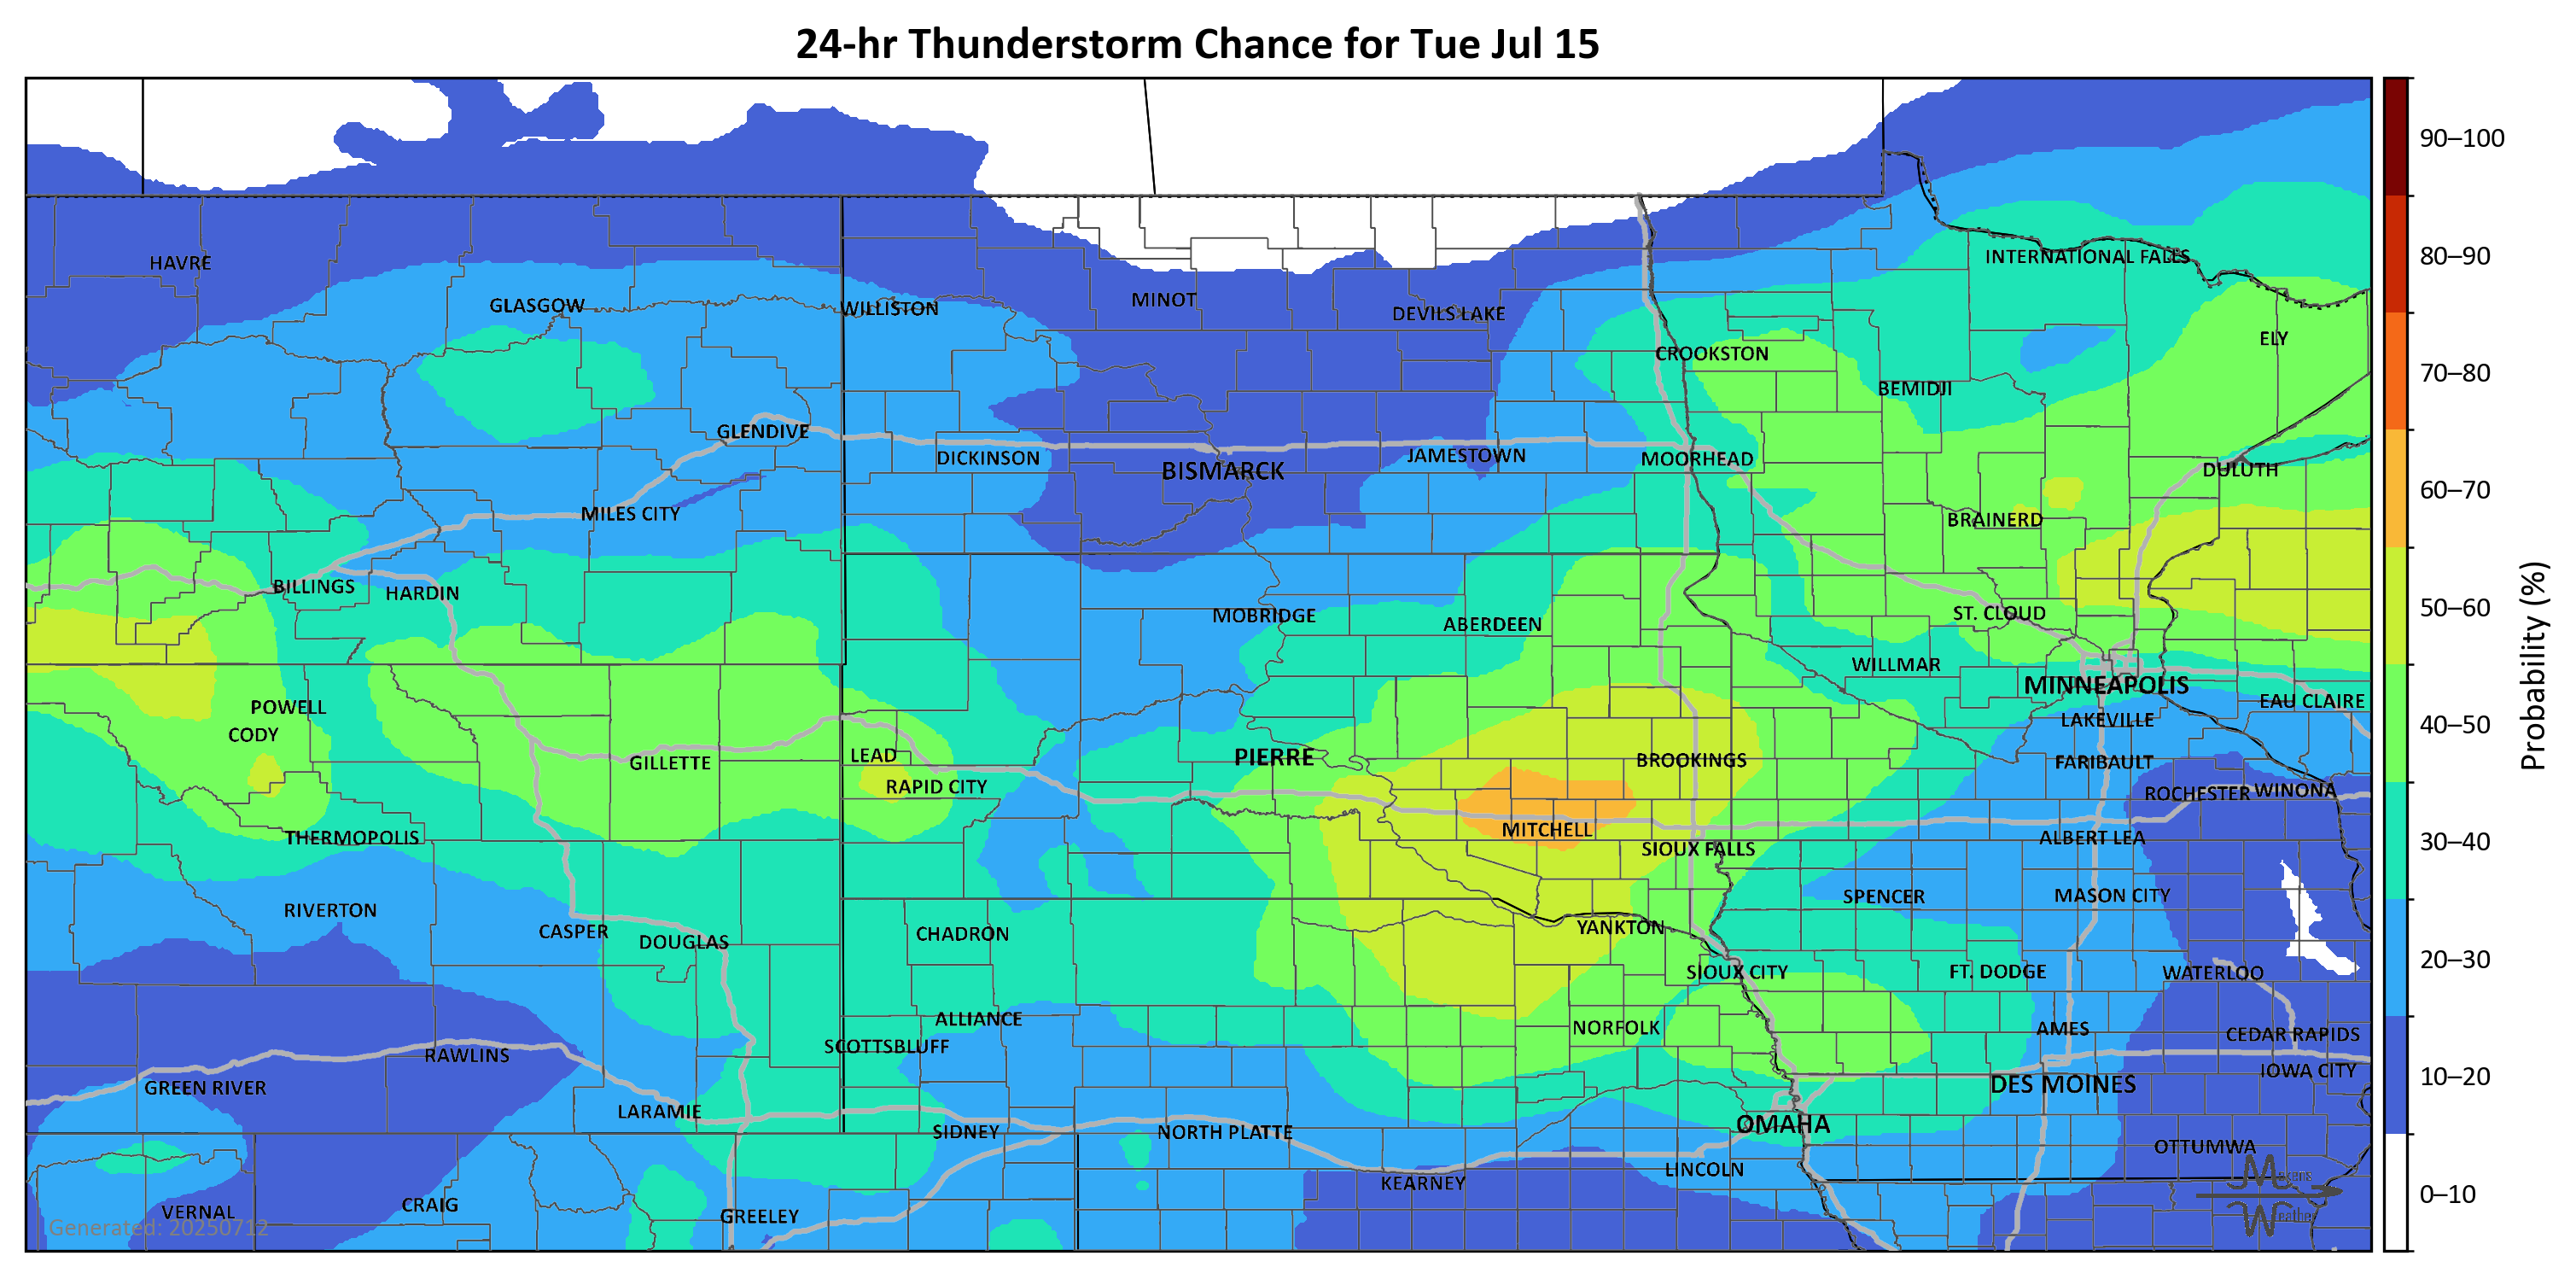 24-hr Thunderstorm Chance for Tue Jul 15
90–100
INTERNATIONAL FALLS
80–90
HAVRE
MINOT
GLASGOW
WILLISTON
DEVILS LAKE
ELY
CROOKSTON
70–80
BEMIDJI
GLENDIVE
DICKINSON
JAMESTOWN
MOORHEAD
BISMARCK
DULUTH
60–70
MILES CITY
BRAINERD
BILLINGS
HARDIN
50–60
MOBRIDGE
ABERDEEN
ST. CLOUD
WILLMAR
Probability (%)
MINNEAPOLIS
EAU CLAIRE
POWELL
LAKEVILLE
40–50
CODY
LEAD
PIERRE
GILLETTE
BROOKINGS
FARIBAULT
RAPID CITY
ROCHESTER
WINONA
THERMOPOLIS
MITCHELL
ALBERT LEA
30–40
SIOUX FALLS
SPENCER
MASON CITY
RIVERTON
CASPER
DOUGLAS
CHADRON
YANKTON
20–30
SIOUX CITY
FT. DODGE
WATERLOO
ALLIANCE
NORFOLK
AMES
CEDAR RAPIDS
SCOTTSBLUFF
RAWLINS
IOWA CITY
10–20
GREEN RIVER
DES MOINES
LARAMIE
OMAHA
SIDNEY
NORTH PLATTE
OTTUMWA
LINCOLN
KEARNEY
0–10
CRAIG
VERNAL
GREELEY
Weather
Generated: 20250712